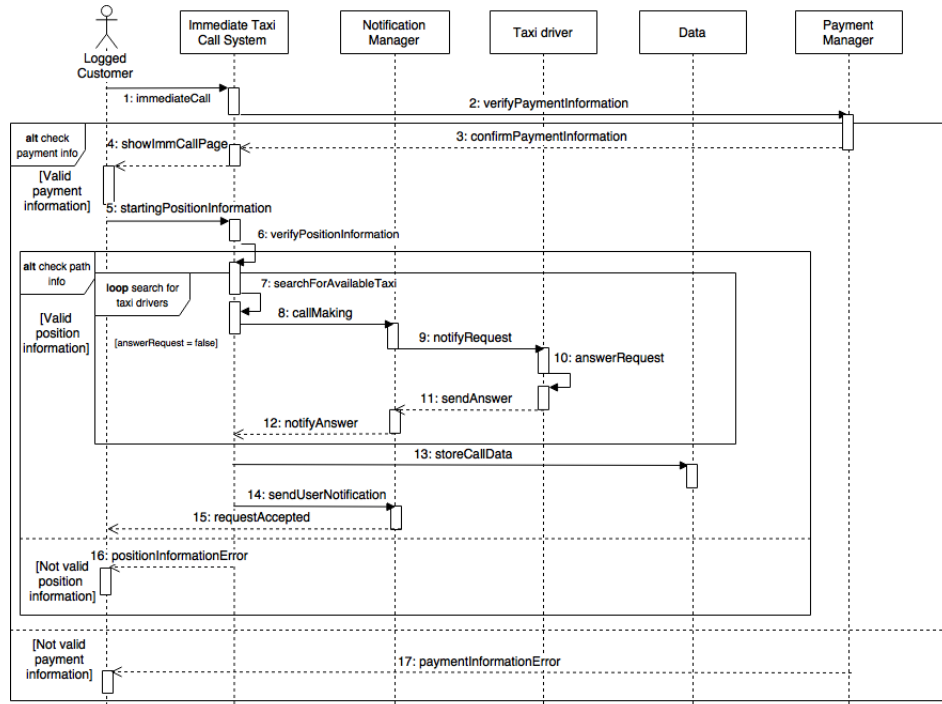 Immediate Taxi
Call System
Notification
Manager
Taxi driver
Data
Payment
Manager
Logged
Customer
1: immediateCall
2: verifyPaymentInformation
alt check
payment info
3: confirmPaymentInformation
4: showImmCallPage
[Valid
payment
information]
5: startingPositionInformation
6: verifyPositionInformation
alt check path
info
loop search for
taxi drivers
7: searchForAvailableTaxi
[Valid
position
information]
8: callMaking
[answerRequest = false]
9: notifyRequest
10: answerRequest
11: sendAnswer
12: notifyAnswer
13: storeCallData
14: sendUserNotification
15: requestAccepted
16: positionInformationError
[Not valid
position
information]
[Not valid
payment
information]
17: paymentInformationError